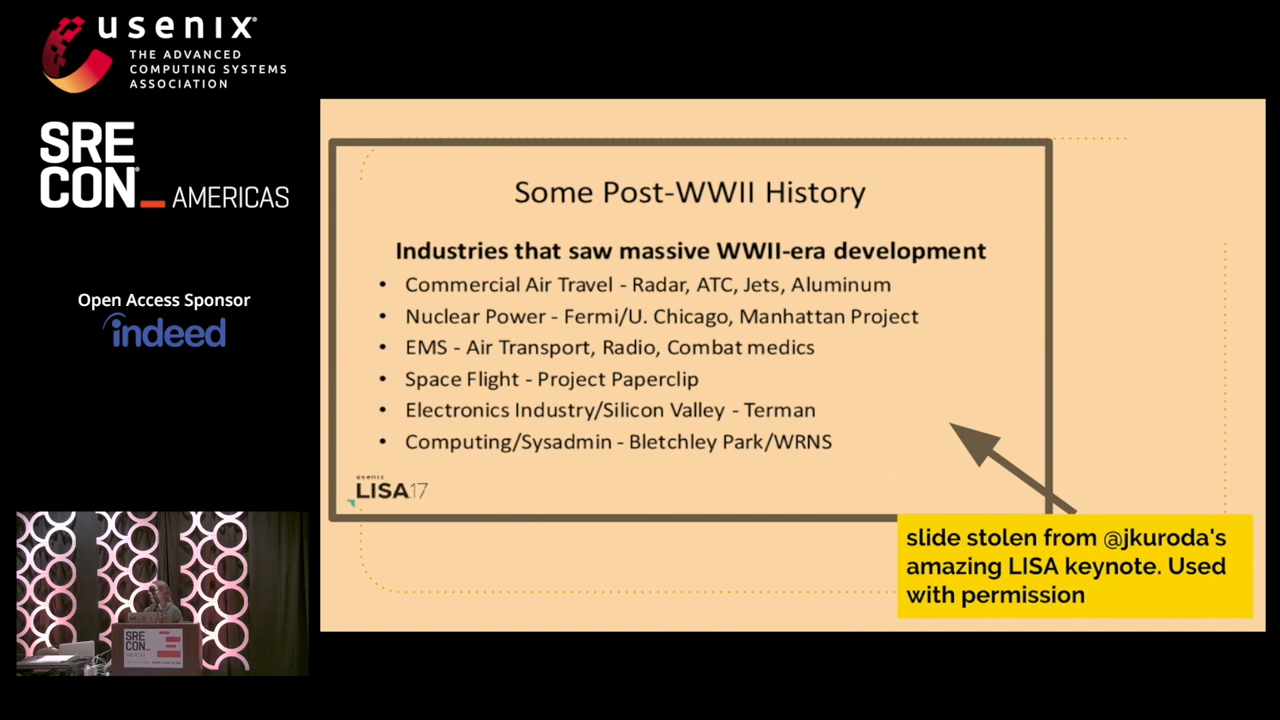 usenix
THE ADVANCED
COMPUTING SYSTEMS
ASSOCIATION
SRE
CON_ AMERICAS
Open Access Sponsor
indeed
Some Post-WWII History
Industries that saw massive WWII-era development
• Commercial Air Travel - Radar, ATC, Jets, Aluminum
• Nuclear Power - Fermi/U. Chicago, Manhattan Project
• EMS - Air Transport, Radio, Combat medics
• Space Flight - Project Paperclip
• Electronics Industry/Silicon Valley - Terman
• Computing/Sysadmin - Bletchley Park/WRNS
usenix
LISA17
slide stolen from @jkuroda's
amazing LISA keynote. Used
with permission
SRE
CON_